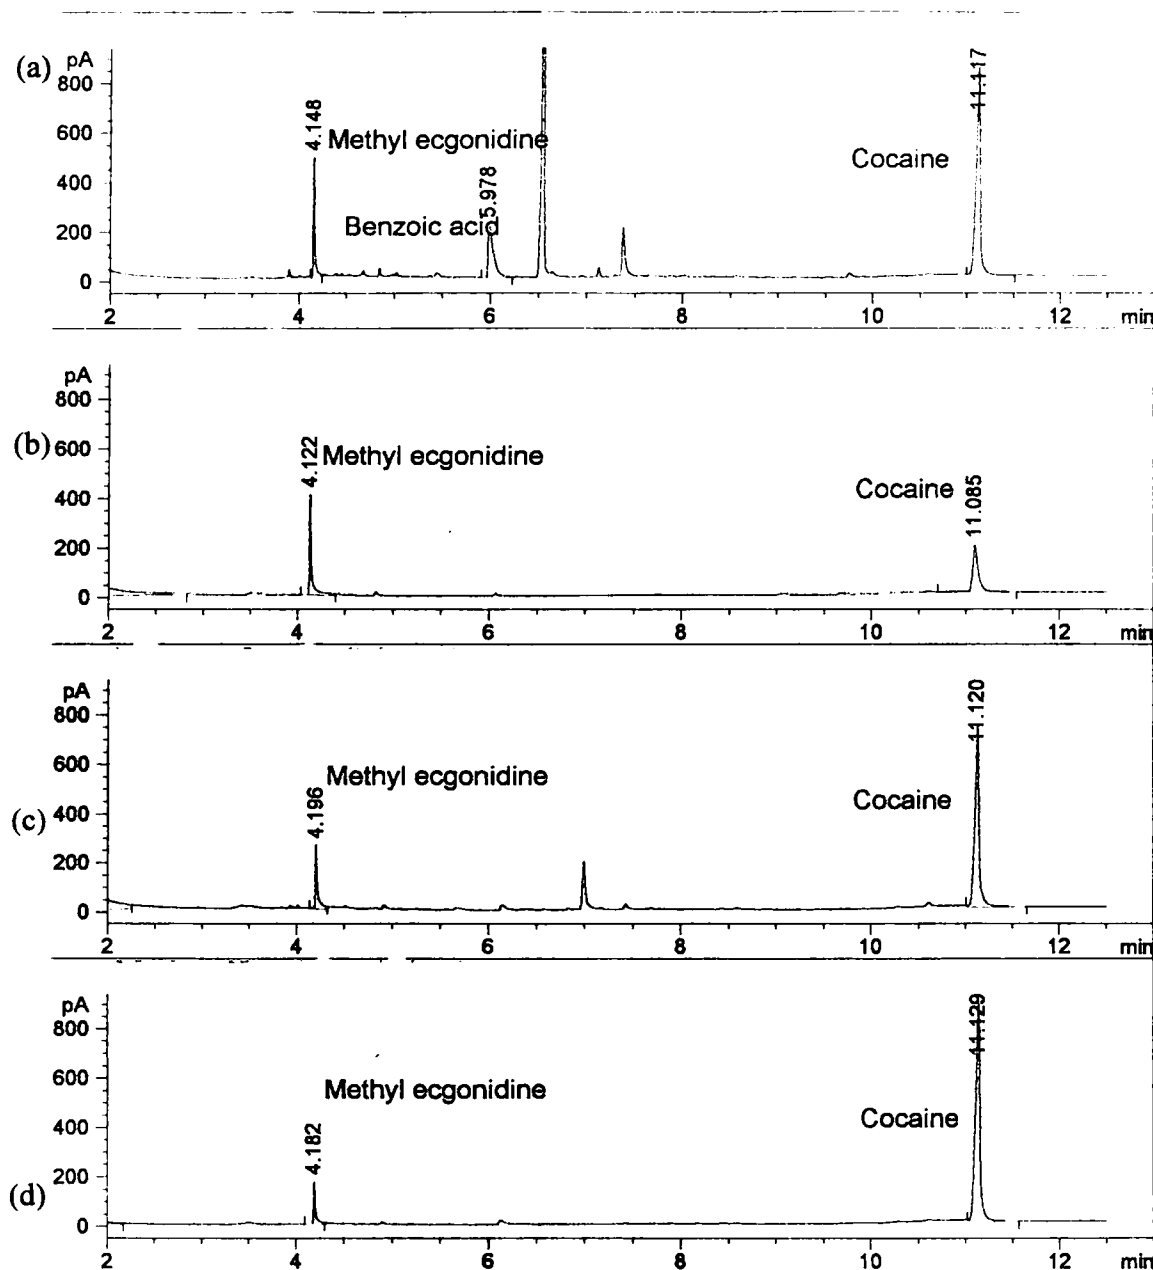 (a)
pA
800
600
400
200
0
4.148
Methyl ecgonidine
Benzoic acid
5.978
Cocaine
11.117
2 4 6 8 10 12 min
(b)
pA
800
600
400
200
0
4.122
Methyl ecgonidine
Cocaine
11.085
2 4 6 8 10 12 min
(c)
pA
800
600
400
200
0
4.196
Methyl ecgonidine
Cocaine
11.120
2 4 6 8 10 12 min
(d)
pA
800
600
400
200
0
4.182
Methyl ecgonidine
Cocaine
11.129
2 4 6 8 10 12 min